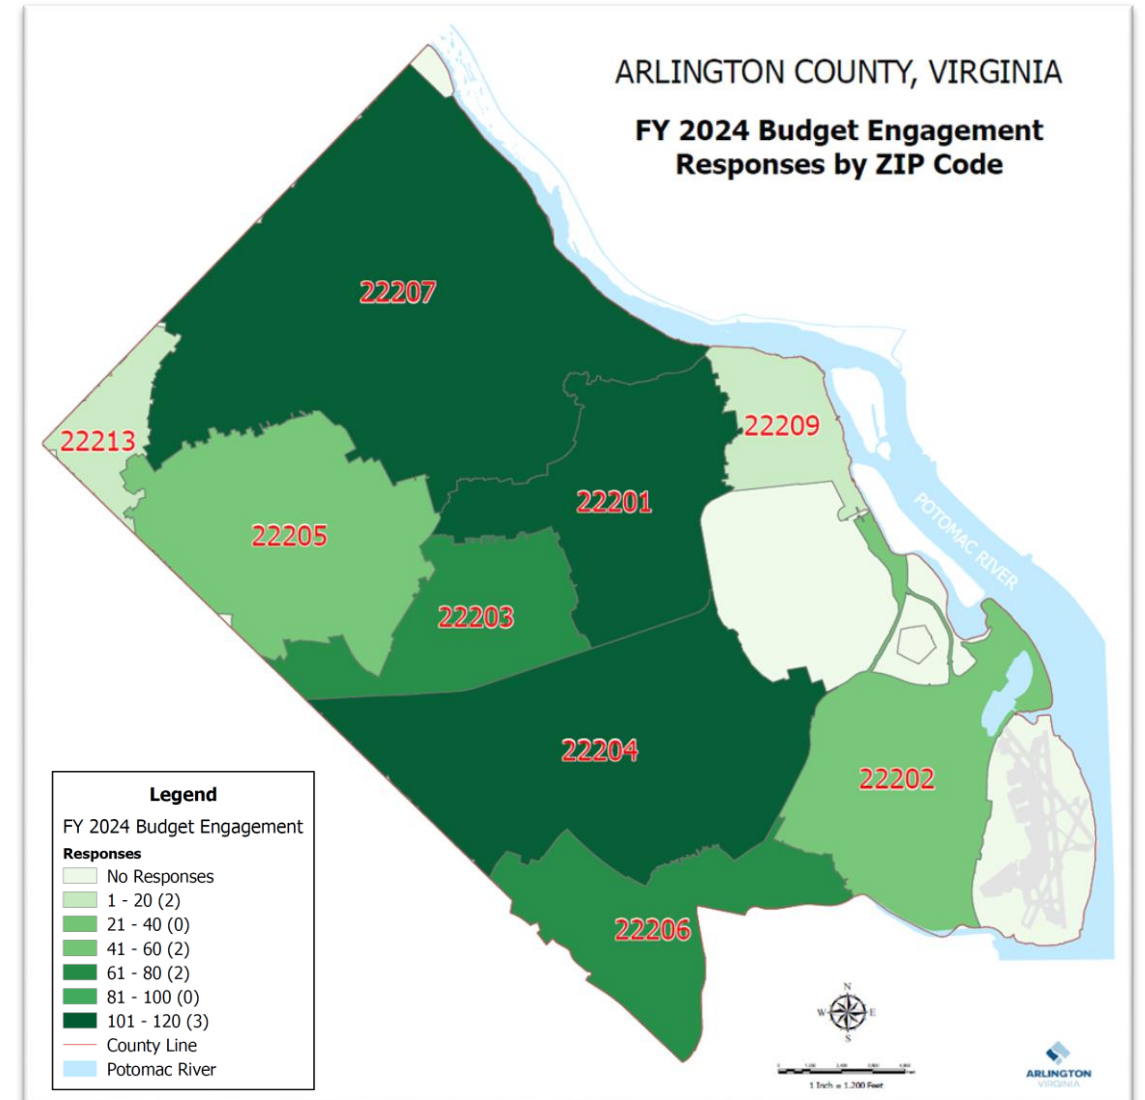 ARLINGTON COUNTY, VIRGINIA
FY 2024 Budget Engagement
Responses by ZIP Code
22207
22213
22209
22201
22205
POTOMAC RIVER
22203
22204
22202
22206
Legend
FY 2024 Budget Engagement
Responses
No Responses
1 - 20 (2)
21 - 40 (0)
41 - 60 (2)
61 - 80 (2)
81 - 100 (0)
101 - 120 (3)
County Line
Potomac River
N
W E
S
1 Inch = 1,200 Feet
ARLINGTON
VIRGINIA